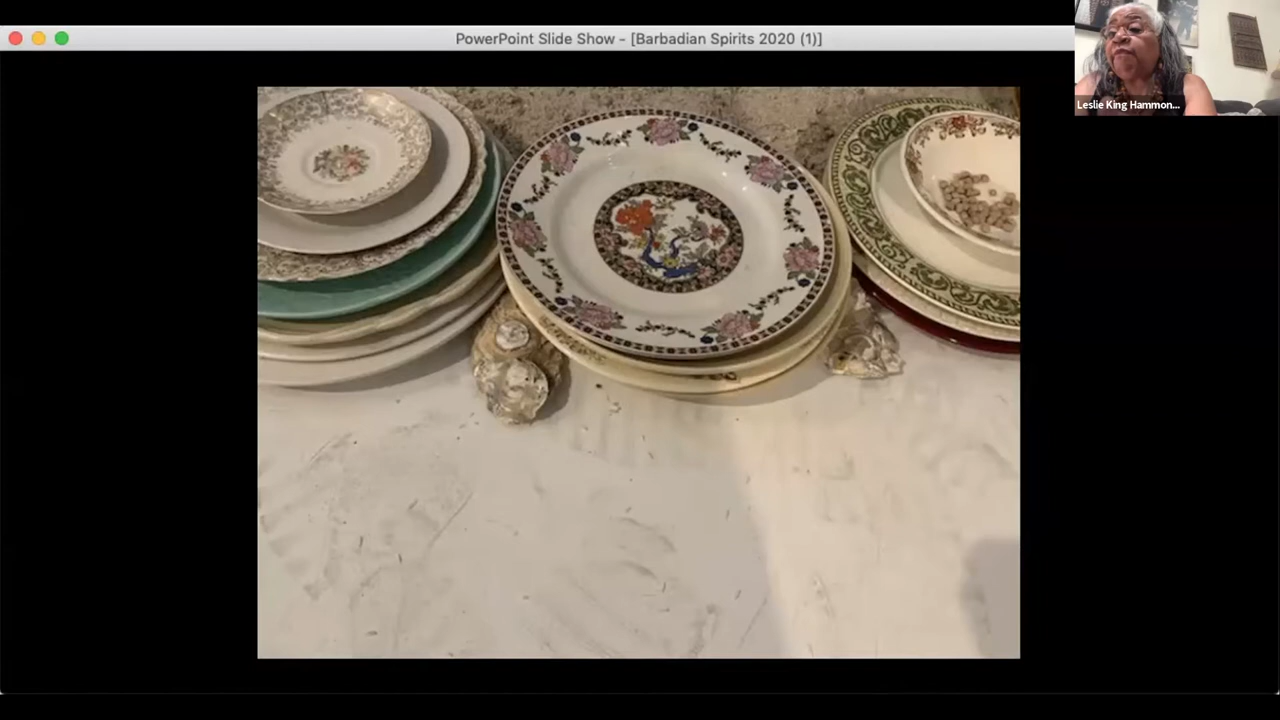 PowerPoint Slide Show - [Barbadian Spirits 2020 (1)]
Leslie King Hammon...